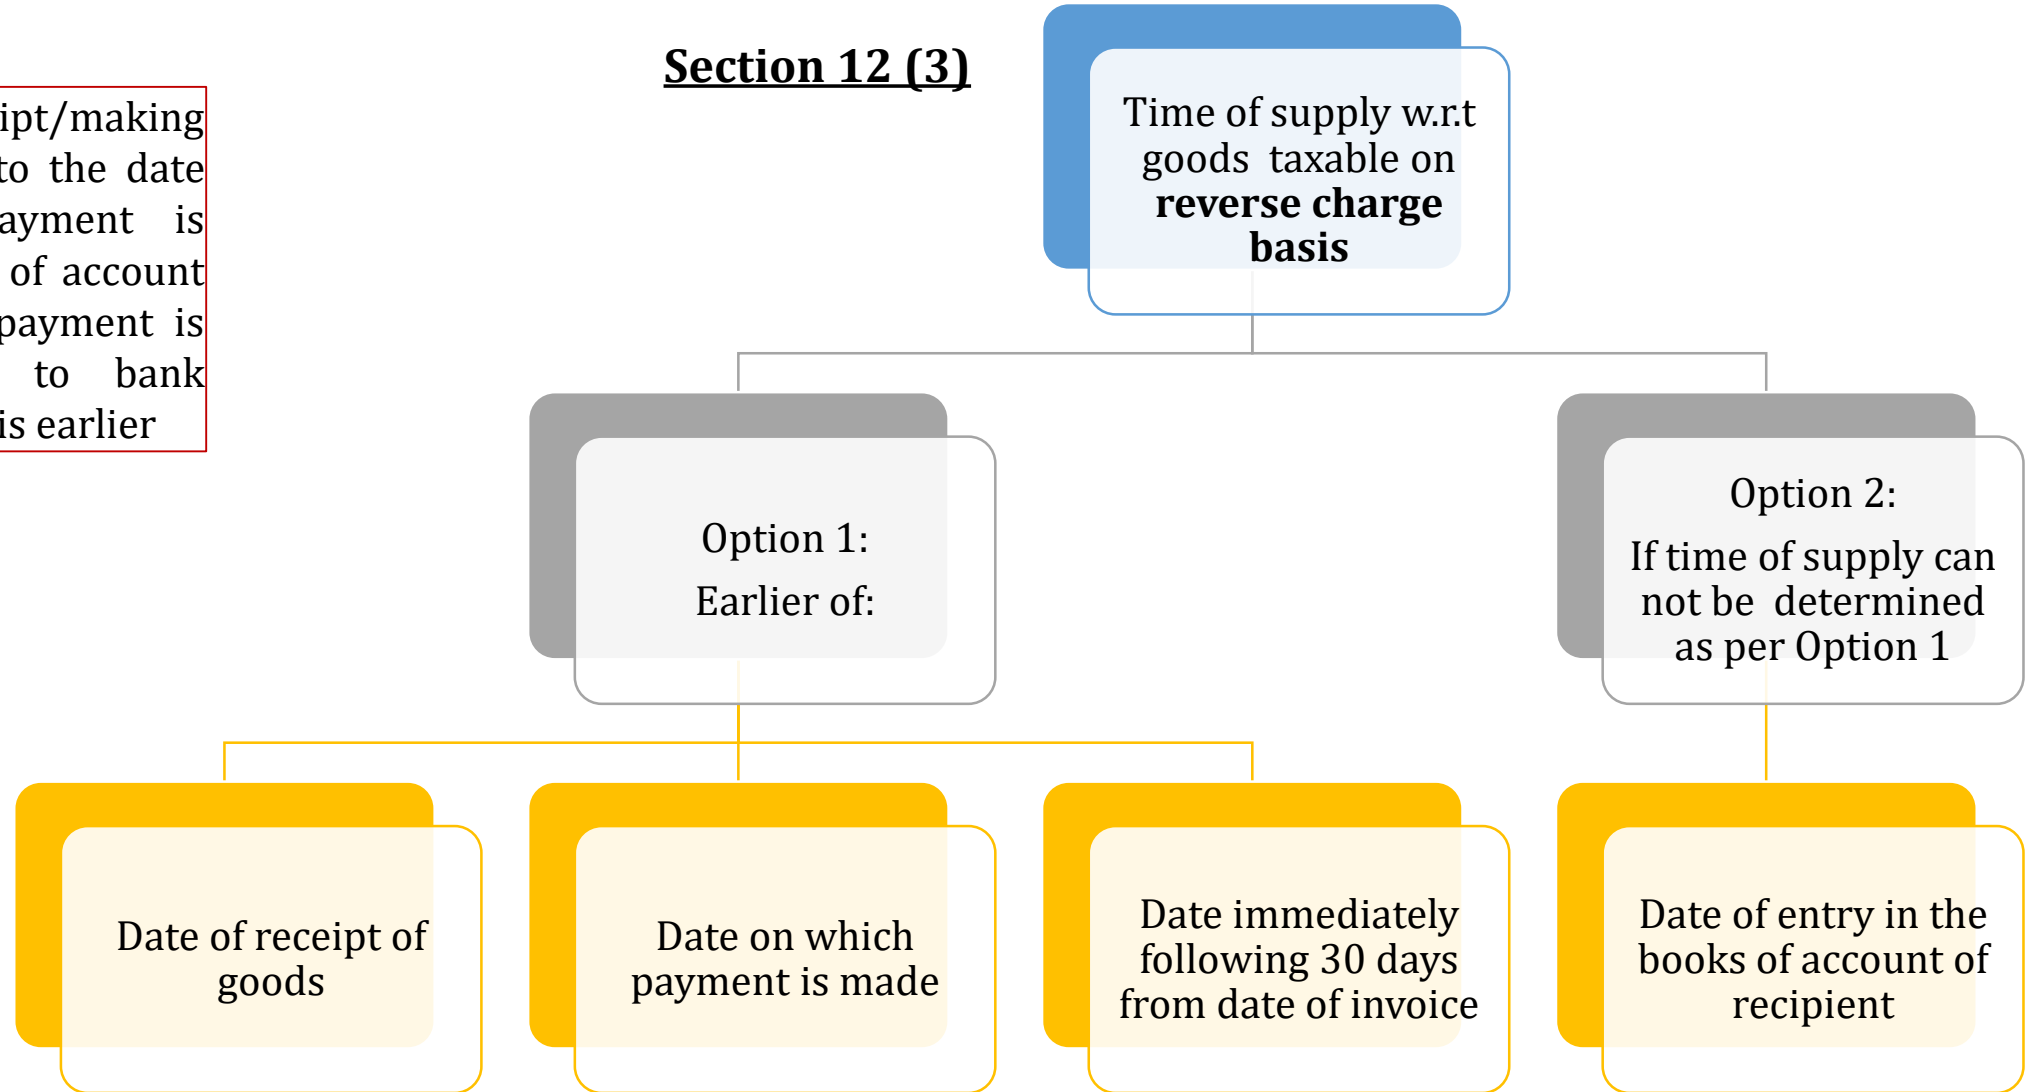 Section 12 (3)
ipt/making
to the date
ayment is
of account
payment is
to bank
is earlier
Time of supply w.r.t
goods taxable on
reverse charge
basis
Option 1:
Earlier of:
Option 2:
If time of supply can
not be determined
as per Option 1
Date of receipt of
goods
Date on which
payment is made
Date immediately
following 30 days
from date of invoice
Date of entry in the
books of account of
recipient